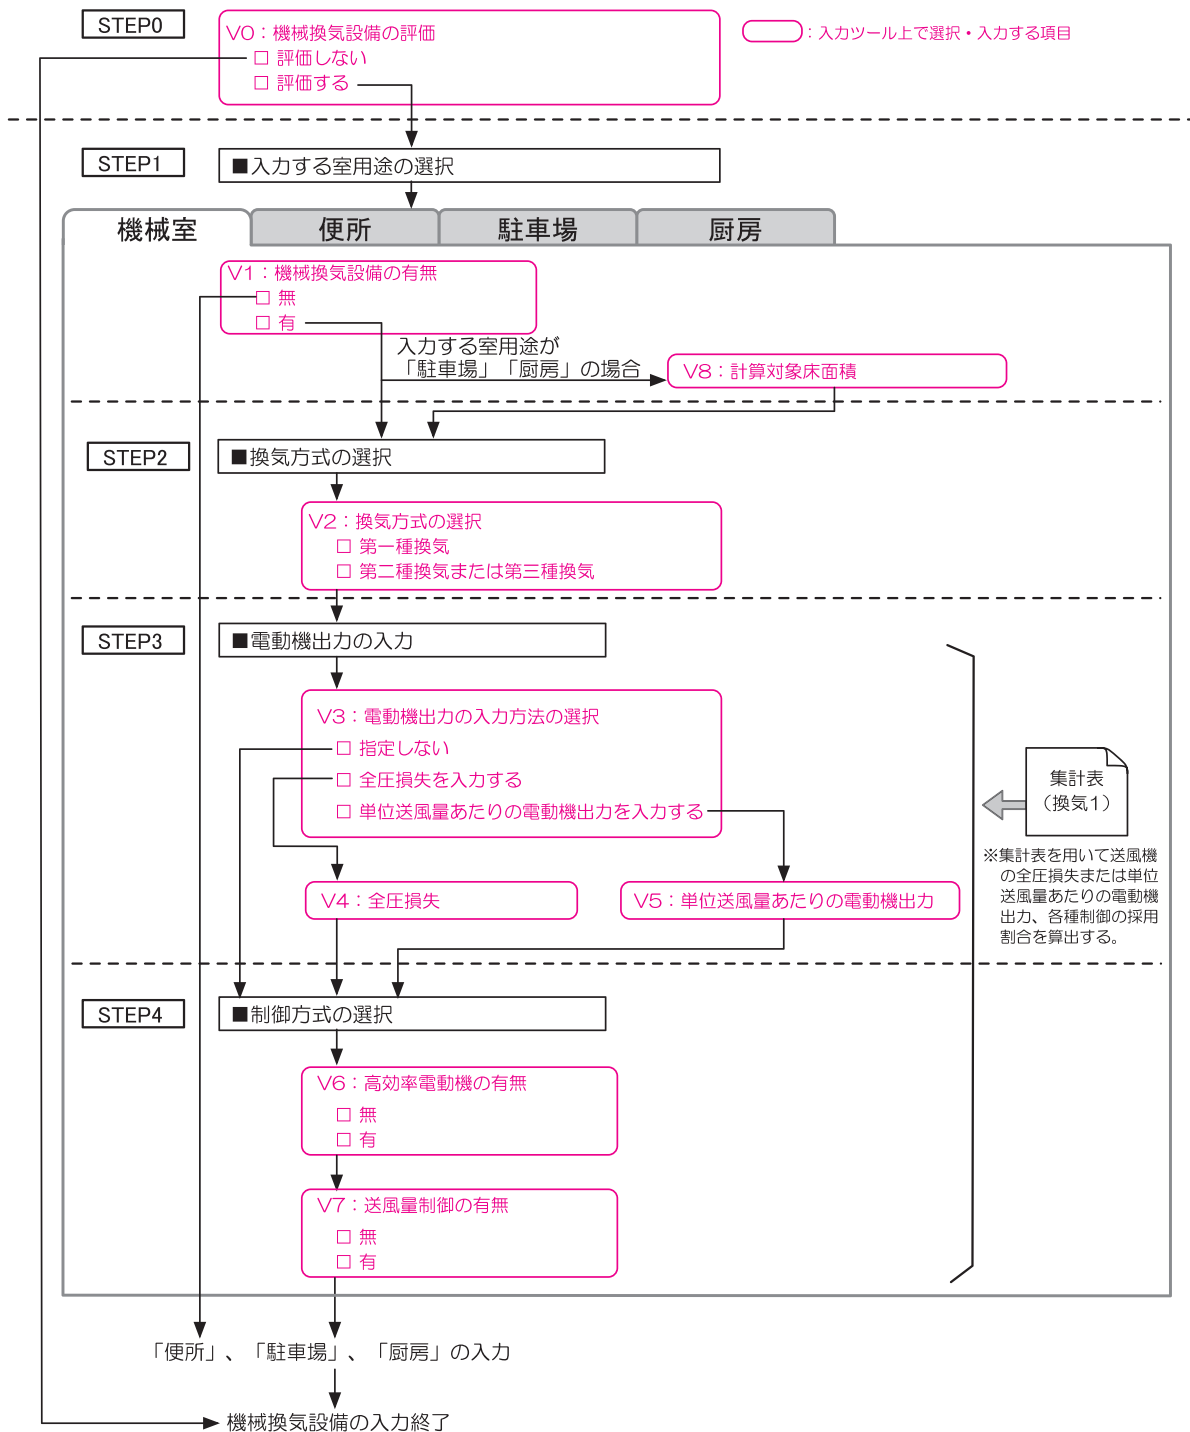 STEP0
V0：機械換気設備の評価
□ 評価しない
□ 評価する
：入力ツール上で選択・入力する項目
STEP1
■入力する室用途の選択
機械室
便所
駐車場
厨房
V1：機械換気設備の有無
□ 無
□ 有
入力する室用途が
「駐車場」「厨房」の場合
V8：計算対象床面積
STEP2
■換気方式の選択
V2：換気方式の選択
□ 第一種換気
□ 第二種換気または第三種換気
STEP3
■電動機出力の入力
V3：電動機出力の入力方法の選択
□ 指定しない
□ 全圧損失を入力する
□ 単位送風量あたりの電動機出力を入力する
集計表
（換気1）
※集計表を用いて送風機
の全圧損失または単位
送風量あたりの電動機
出力、各種制御の採用
割合を算出する。
V4：全圧損失
V5：単位送風量あたりの電動機出力
STEP4
■制御方式の選択
V6：高効率電動機の有無
□ 無
□ 有
V7：送風量制御の有無
□ 無
□ 有
「便所」、「駐車場」、「厨房」の入力
機械換気設備の入力終了